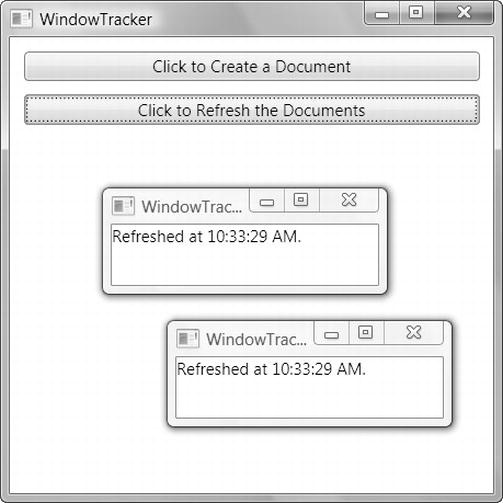 WindowTracker
Click to Create a Document
Click to Refresh the Documents
WindowTrac...
Refreshed at 10:33:29 AM.
WindowTrac...
Refreshed at 10:33:29 AM.